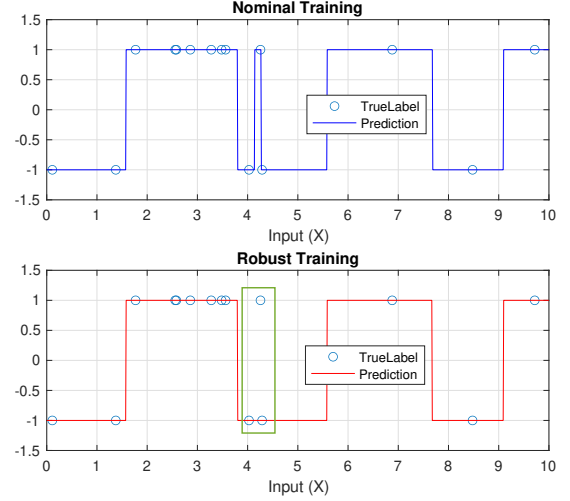 Nominal Training
1.5
1
0.5
0
-0.5
-1
-1.5
TrueLabel
Prediction
0 1 2 3 4 5 6 7 8 9 10
Input (X)
Robust Training
1.5
1
0.5
0
-0.5
-1
-1.5
TrueLabel
Prediction
0 1 2 3 4 5 6 7 8 9 10
Input (X)